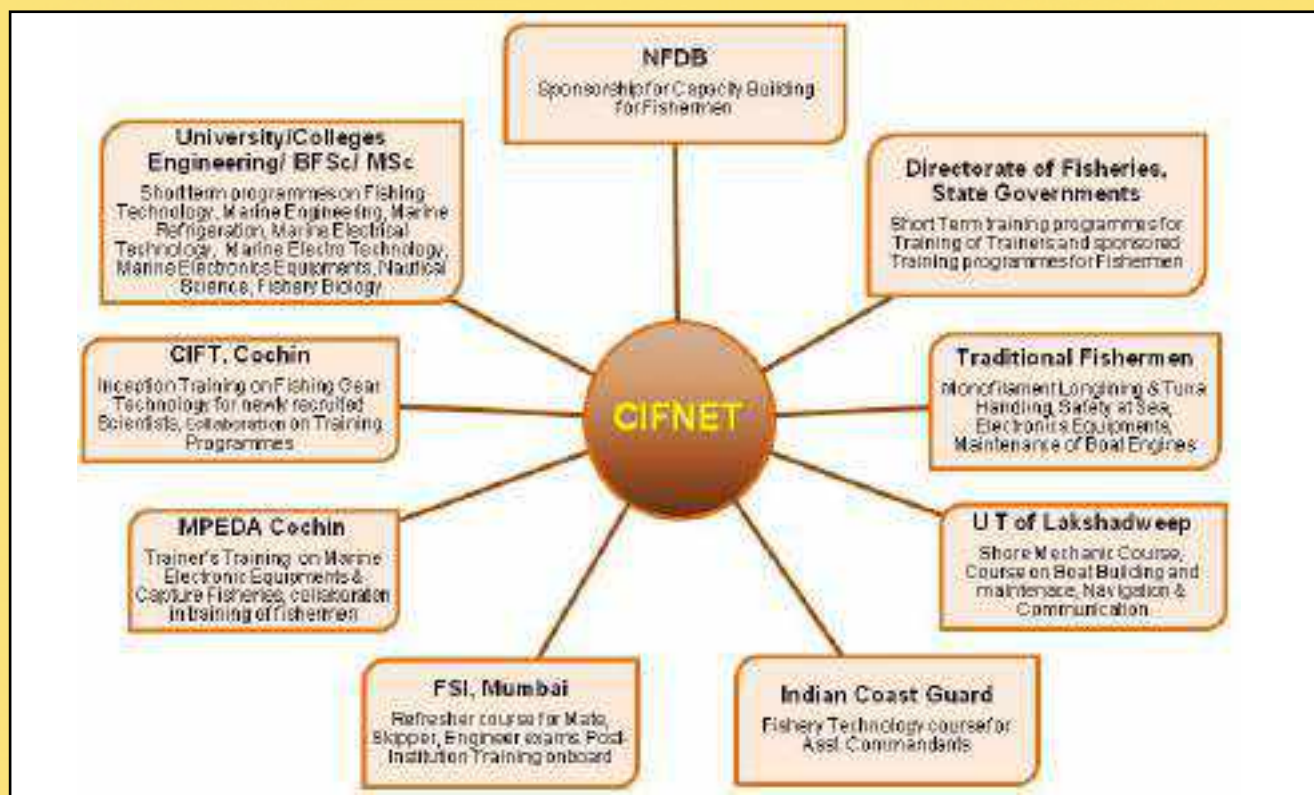 NFDB
Sponsorship for Capacity Building
for Fishermen
University/Colleges
Engineering/ BFSc/ MSc
Short term programmes on Fishing
Technology, Marine Engineering, Marine
Refrigeration, Marine Electrical
Technology, Marine Electro Technology,
Marine Electronics Equipments, Nautical
Science, Fishery Biology
Directorate of Fisheries,
State Governments
Short Term training programmes for
Training of Trainers and sponsored
Training programmes for Fishermen
CIFT, Cochin
Inception Training on Fishing Gear
Technology for newly recruited
Scientists, Collaboration on Training
Programmes
CIFNET
Traditional Fishermen
Monofilament Longlining & Tuna
Handling, Safety at Sea,
Electronics Equipments,
Maintenance of Boat Engines
MPEDA Cochin
Trainer's Training on Marine
Electronic Equipments &
Capture Fisheries, collaboration
in training of fishermen
U T of Lakshadweep
Shore Mechanic Course,
Course on Boat Building and
maintenace, Navigation &
Communication
FSI, Mumbai
Refresher course for Mate,
Skipper, Engineer exams, Post-
Institution Training onboard
Indian Coast Guard
Fishery Technology course for
Asst. Commandants